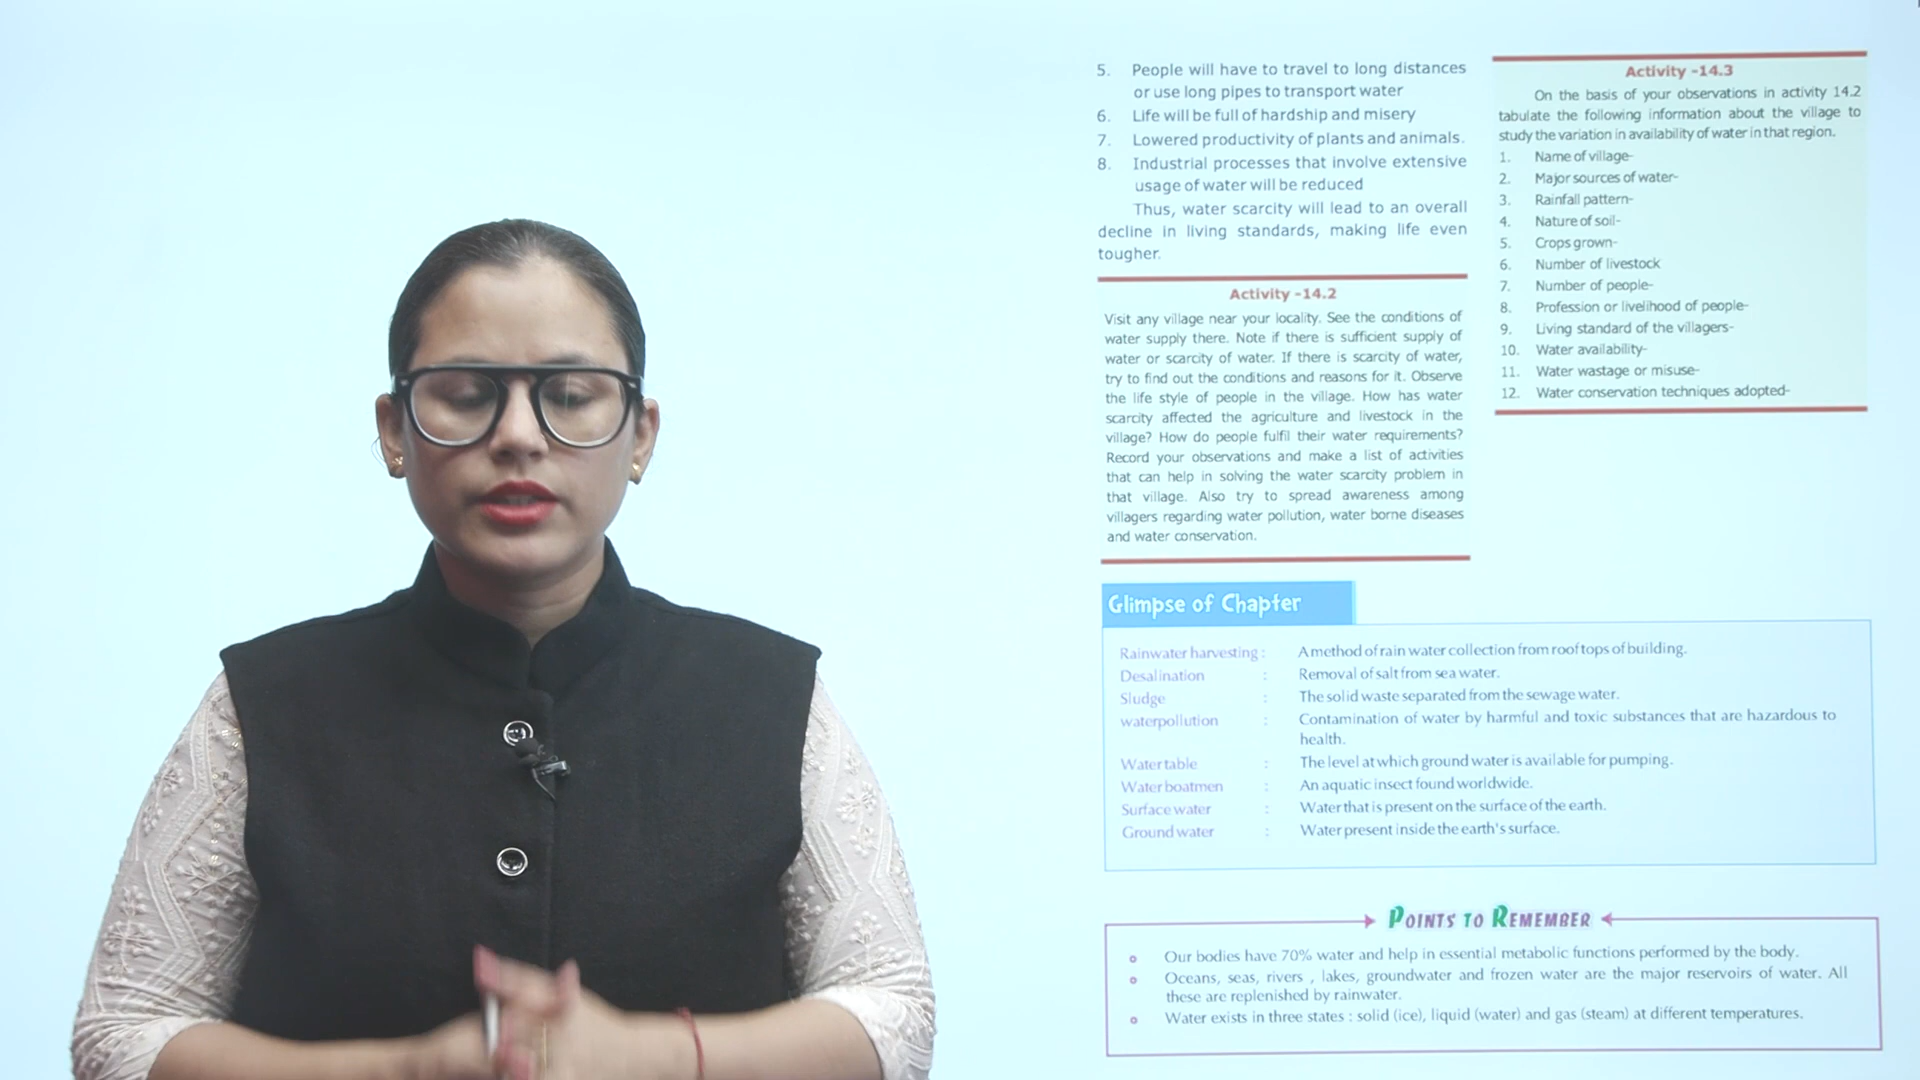 5. People will have to travel to long distances
or use long pipes to transport water
6. Life will be full of hardship and misery
7. Lowered productivity of plants and animals.
8. Industrial processes that involve extensive
usage of water will be reduced
Thus, water scarcity will lead to an overall
decline in living standards, making life even
tougher.
Activity -14.2
Visit any village near your locality. See the conditions of
water supply there. Note if there is sufficient supply of
water or scarcity of water. If there is scarcity of water,
try to find out the conditions and reasons for it. Observe
the life style of people in the village. How has water
scarcity affected the agriculture and livestock in the
village? How do people fulfil their water requirements?
Record your observations and make a list of activities
that can help in solving the water scarcity problem in
that village. Also try to spread awareness among
villagers regarding water pollution, water borne diseases
and water conservation.
Activity -14.3
On the basis of your observations in activity 14.2
tabulate the following information about the village to
study the variation in availability of water in that region.
1. Name of village-
2. Major sources of water-
3. Rainfall pattern-
4. Nature of soil-
5. Crops grown-
6. Number of livestock
7. Number of people-
8. Profession or livelihood of people-
9. Living standard of the villagers-
10. Water availability-
11. Water wastage or misuse-
12. Water conservation techniques adopted-
Glimpse of Chapter
Rainwater harvesting : A method of rain water collection from roof tops of building.
Desalination : Removal of salt from sea water.
Sludge : The solid waste separated from the sewage water.
waterpollution : Contamination of water by harmful and toxic substances that are hazardous to
health.
Water table : The level at which ground water is available for pumping.
Water boatmen : An aquatic insect found worldwide.
Surface water : Water that is present on the surface of the earth.
Ground water : Water present inside the earth's surface.
POINTS TO REMEMBER
Our bodies have 70% water and help in essential metabolic functions performed by the body.
Oceans, seas, rivers , lakes, groundwater and frozen water are the major reservoirs of water. All
these are replenished by rainwater.
Water exists in three states : solid (ice), liquid (water) and gas (steam) at different temperatures.